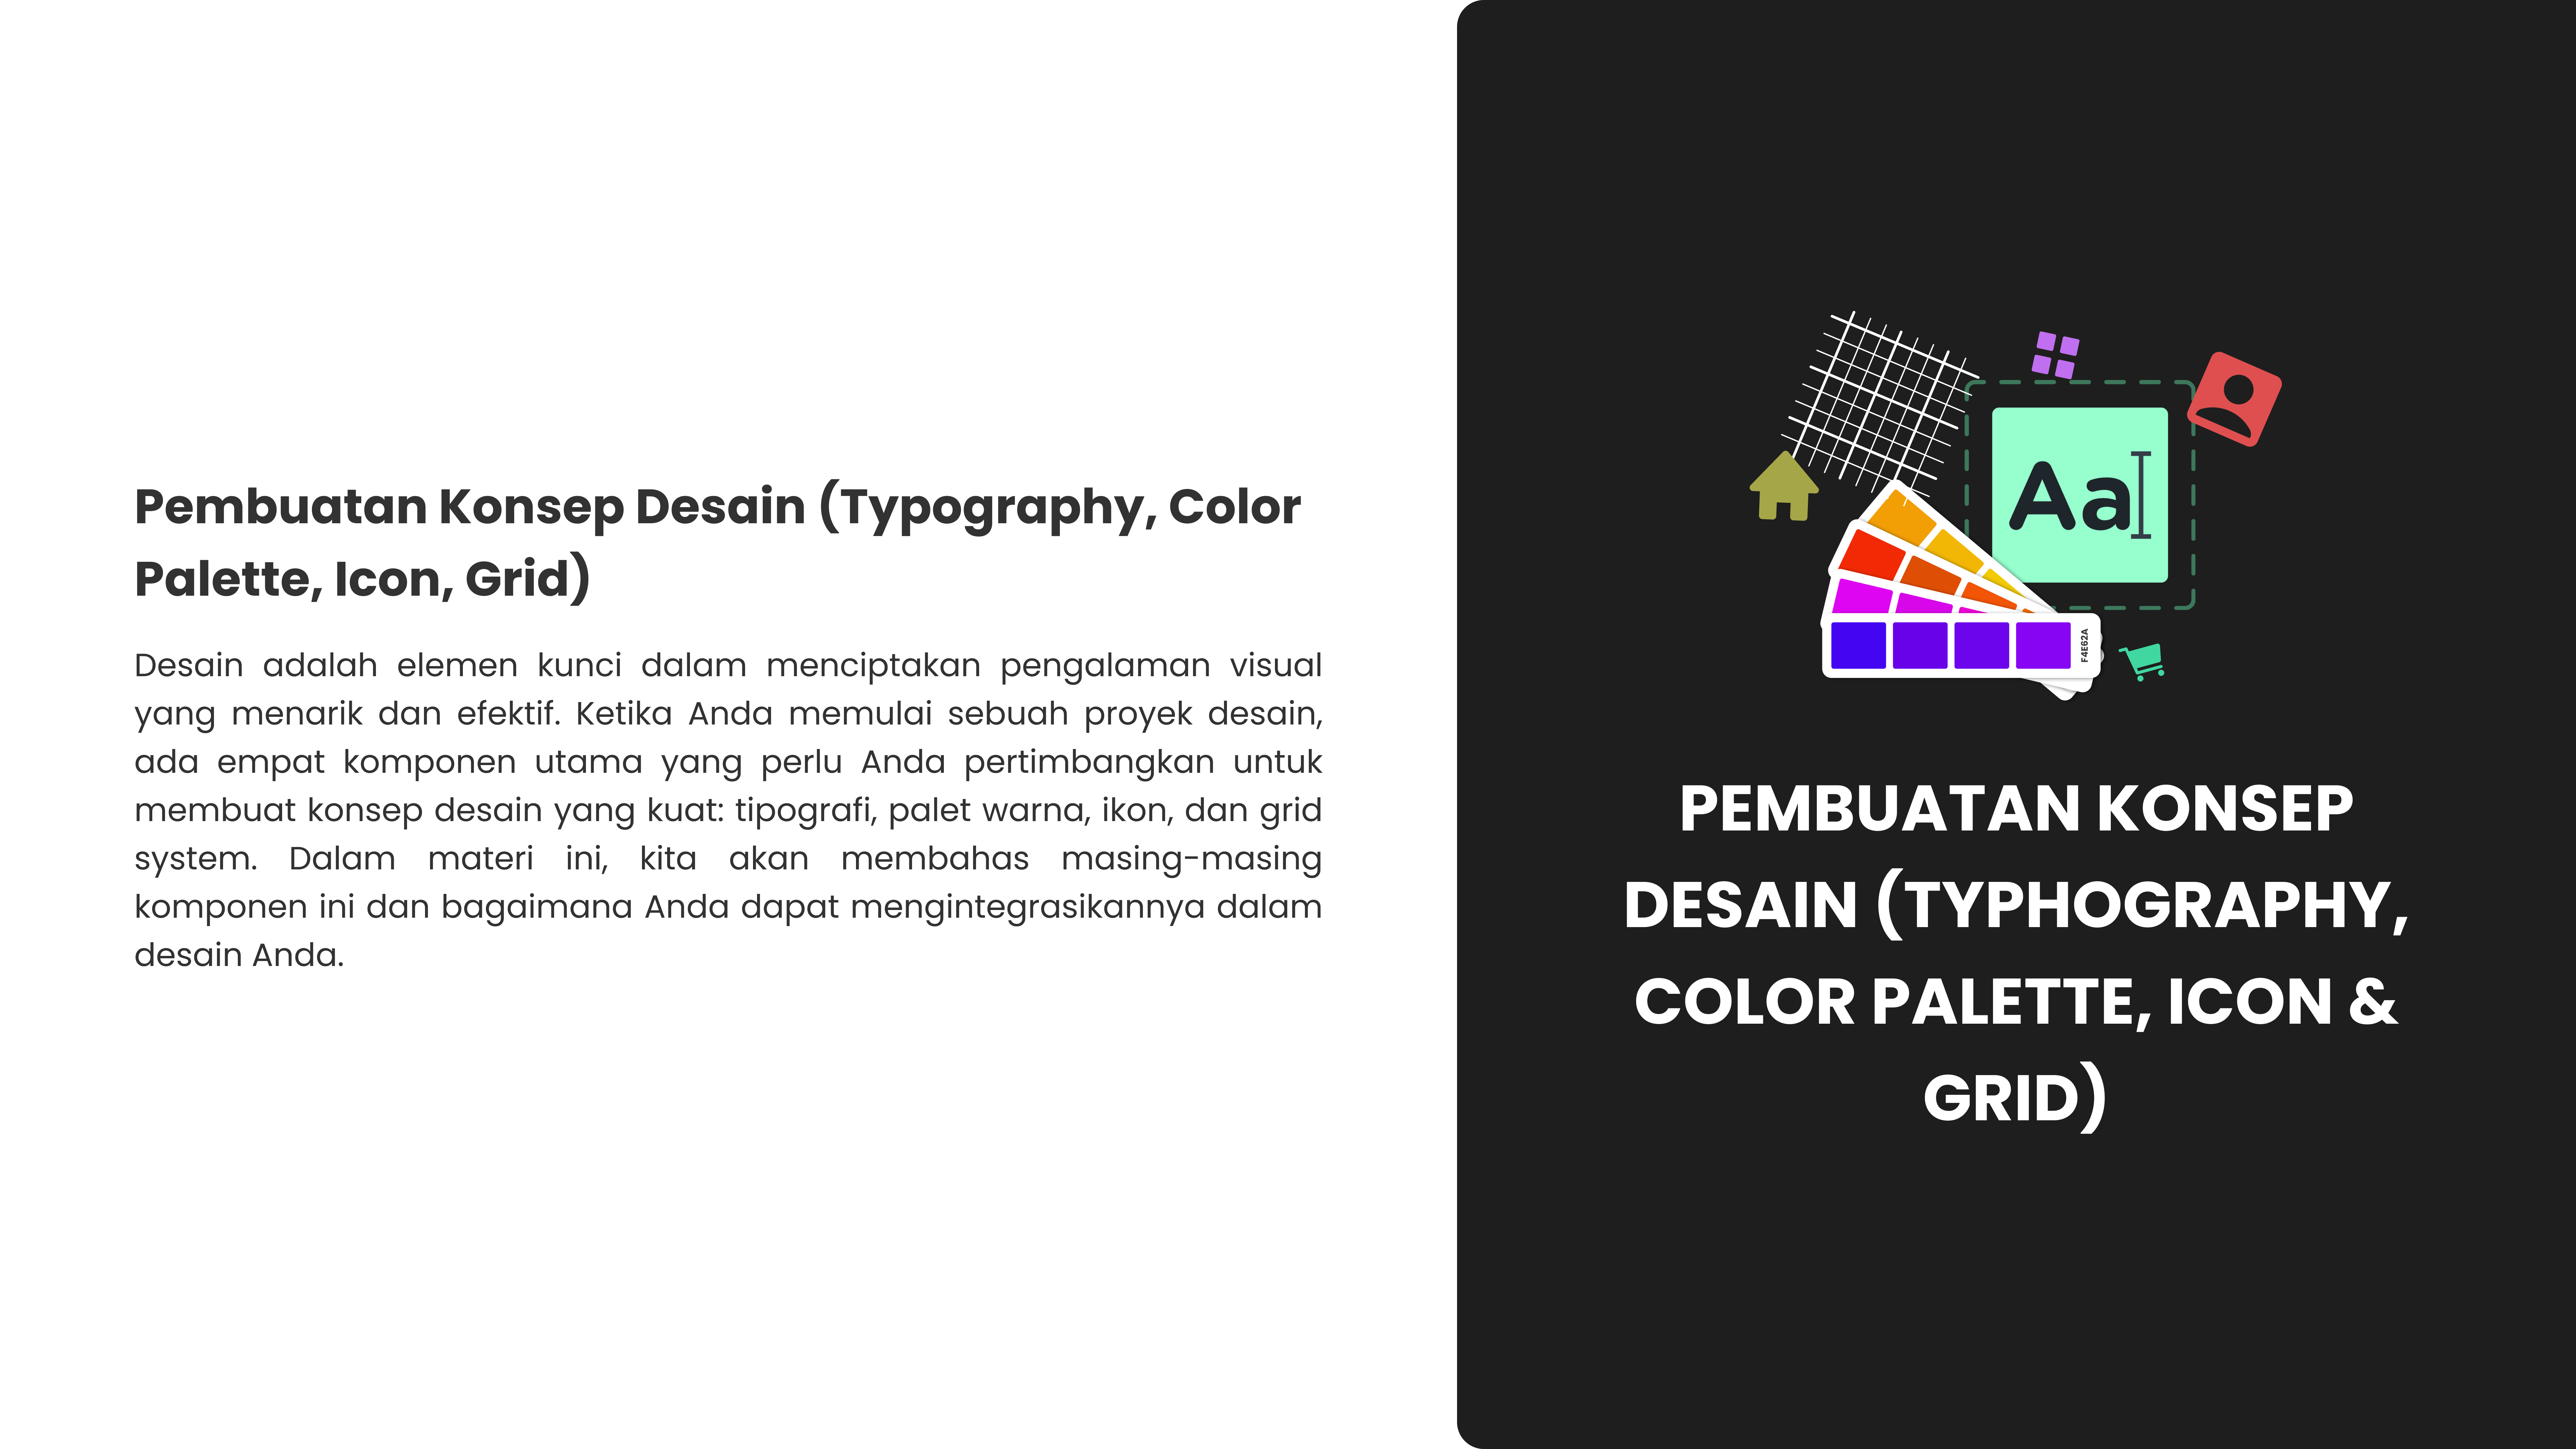 Pembuatan Konsep Desain (Typography, Color
Palette, Icon, Grid)
Desain adalah elemen kunci dalam menciptakan pengalaman visual
yang menarik dan efektif. Ketika Anda memulai sebuah proyek desain,
ada empat komponen utama yang perlu Anda pertimbangkan untuk
membuat konsep desain yang kuat: tipografi, palet warna, ikon, dan grid
system. Dalam materi ini, kita akan membahas masing-masing
komponen ini dan bagaimana Anda dapat mengintegrasikannya dalam
desain Anda.
Aa
F4E62A
PEMBUATAN KONSEP
DESAIN (TYPHOGRAPHY,
COLOR PALETTE, ICON &
GRID)